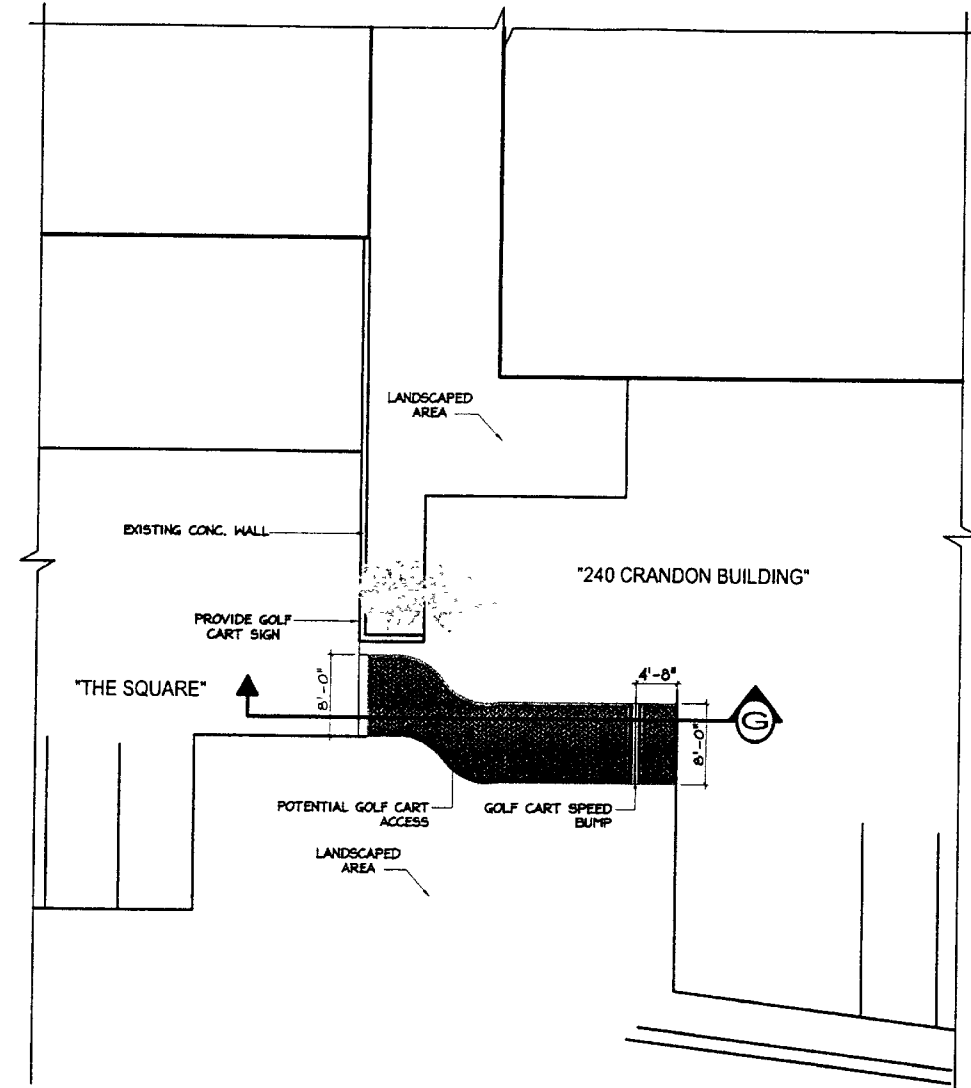 LANDSCAPED
AREA
EXISTING CONC. WALL
"240 CRANDON BUILDING"
PROVIDE GOLF
CART SIGN
"THE SQUARE"
8'-0"
4'-8"
G
8'-0"
POTENTIAL GOLF CART
ACCESS
GOLF CART SPEED
BUMP
LANDSCAPED
AREA